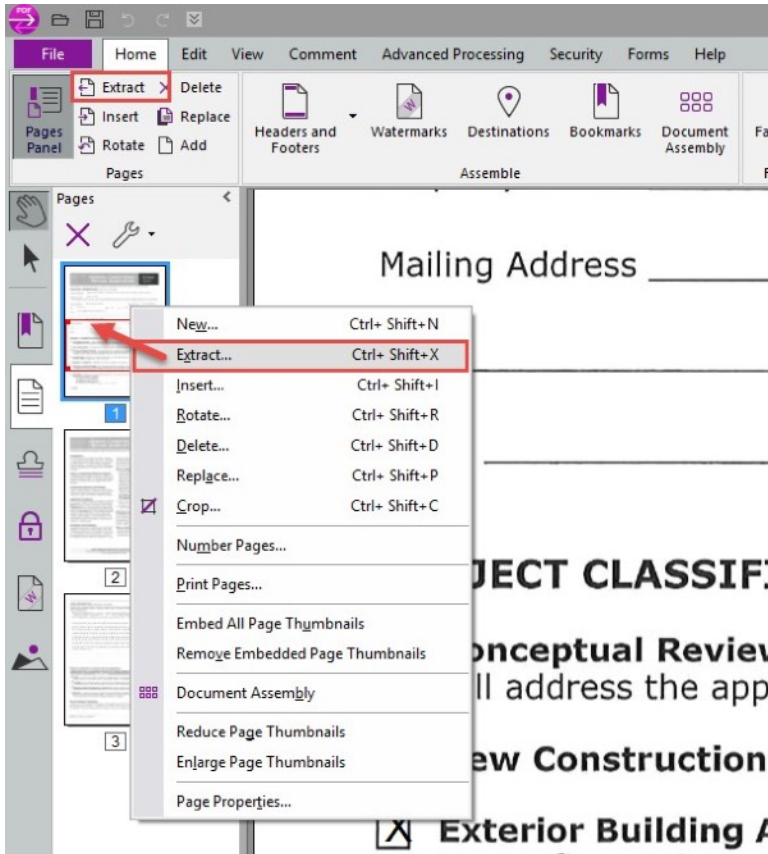 PDF
File Home Edit View Comment Advanced Processing Security Forms Help
Extract Delete
Insert Replace
Rotate Add
Pages Panel
Pages
Headers and Footers
Watermarks
Destinations
Bookmarks
Document Assembly
Assemble
Fa
F
Pages
New... Ctrl+ Shift+N
Extract... Ctrl+ Shift+X
Insert... Ctrl+ Shift+I
Rotate... Ctrl+ Shift+R
Delete... Ctrl+ Shift+D
Replace... Ctrl+ Shift+P
Crop... Ctrl+ Shift+C
Number Pages...
Print Pages...
Embed All Page Thumbnails
Remove Embedded Page Thumbnails
Document Assembly
Reduce Page Thumbnails
Enlarge Page Thumbnails
Page Properties...
1
2
3
Mailing Address
JECT CLASSIF
onceptual Review
ll address the app
ew Construction
X Exterior Building A